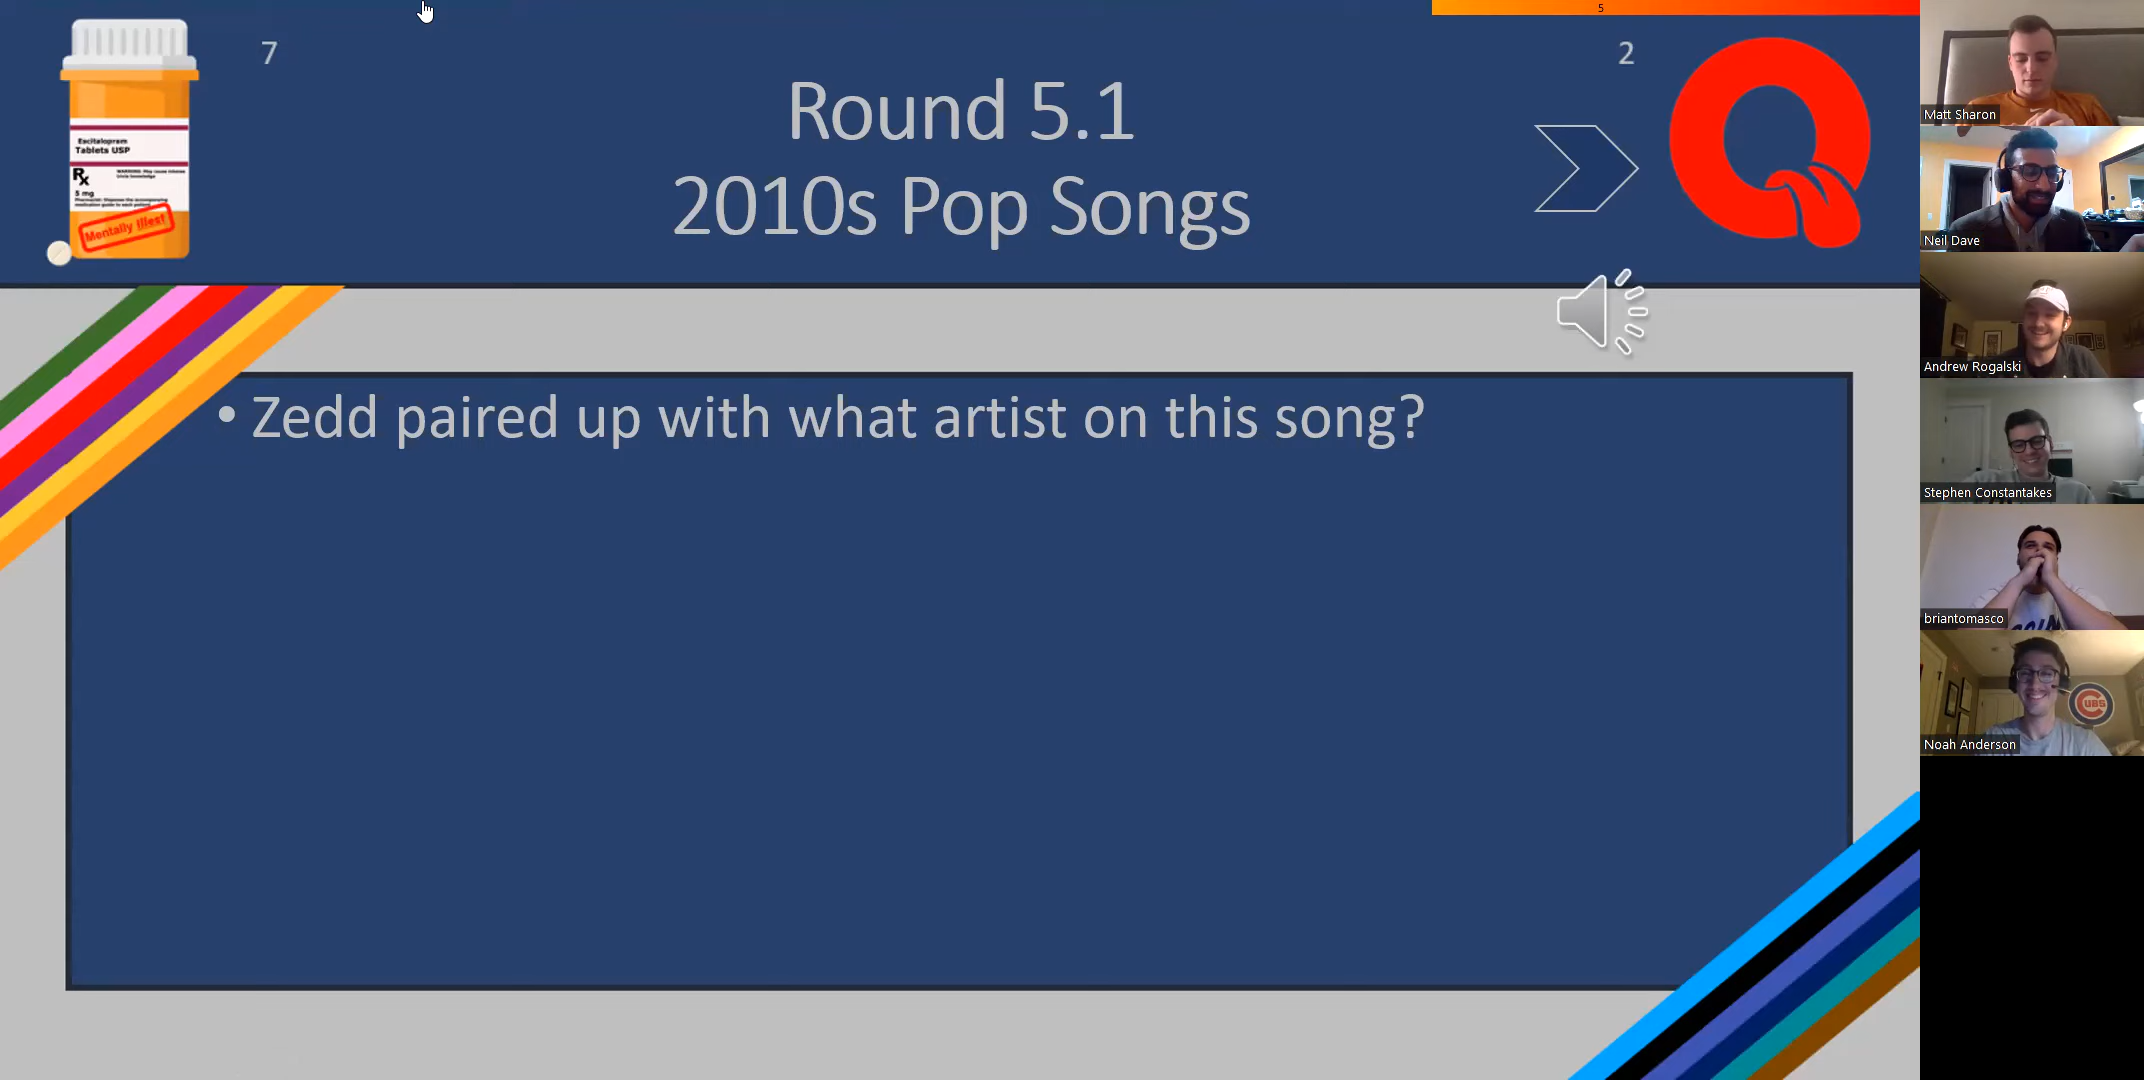 5
7
2
Round 5.1
2010s Pop Songs
Escitalopram
Tablets USP
Rx
5 mg
Mentally Illest
• Zedd paired up with what artist on this song?
Matt Sharon
Neil Dave
Andrew Rogalski
Stephen Constantakes
briantomasco
Noah Anderson
CUBS